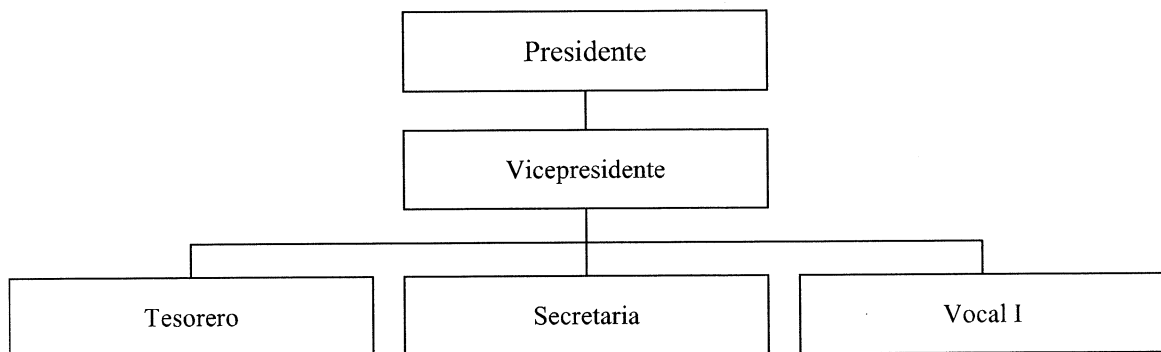 Presidente
Vicepresidente
Tesorero
Secretaria
Vocal I